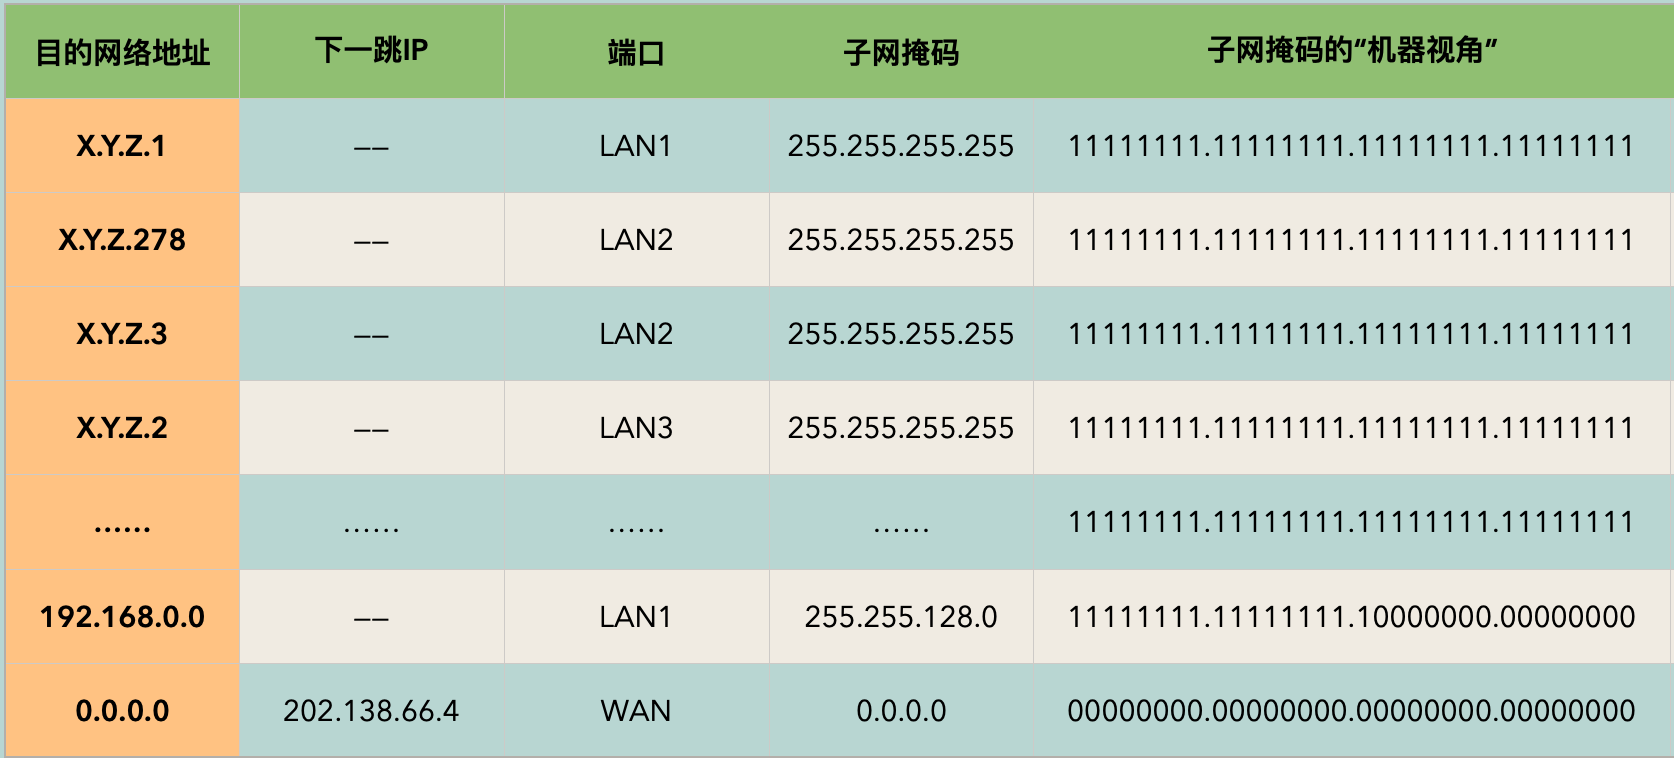 目的网络地址 下一跳IP 端口 子网掩码 子网掩码的“机器视角”
X.Y.Z.1 —— LAN1 255.255.255.255 11111111.11111111.11111111.11111111
X.Y.Z.278 —— LAN2 255.255.255.255 11111111.11111111.11111111.11111111
X.Y.Z.3 —— LAN2 255.255.255.255 11111111.11111111.11111111.11111111
X.Y.Z.2 —— LAN3 255.255.255.255 11111111.11111111.11111111.11111111
…… …… …… …… 11111111.11111111.11111111.11111111
192.168.0.0 —— LAN1 255.255.128.0 11111111.11111111.10000000.00000000
0.0.0.0 202.138.66.4 WAN 0.0.0.0 00000000.00000000.00000000.00000000